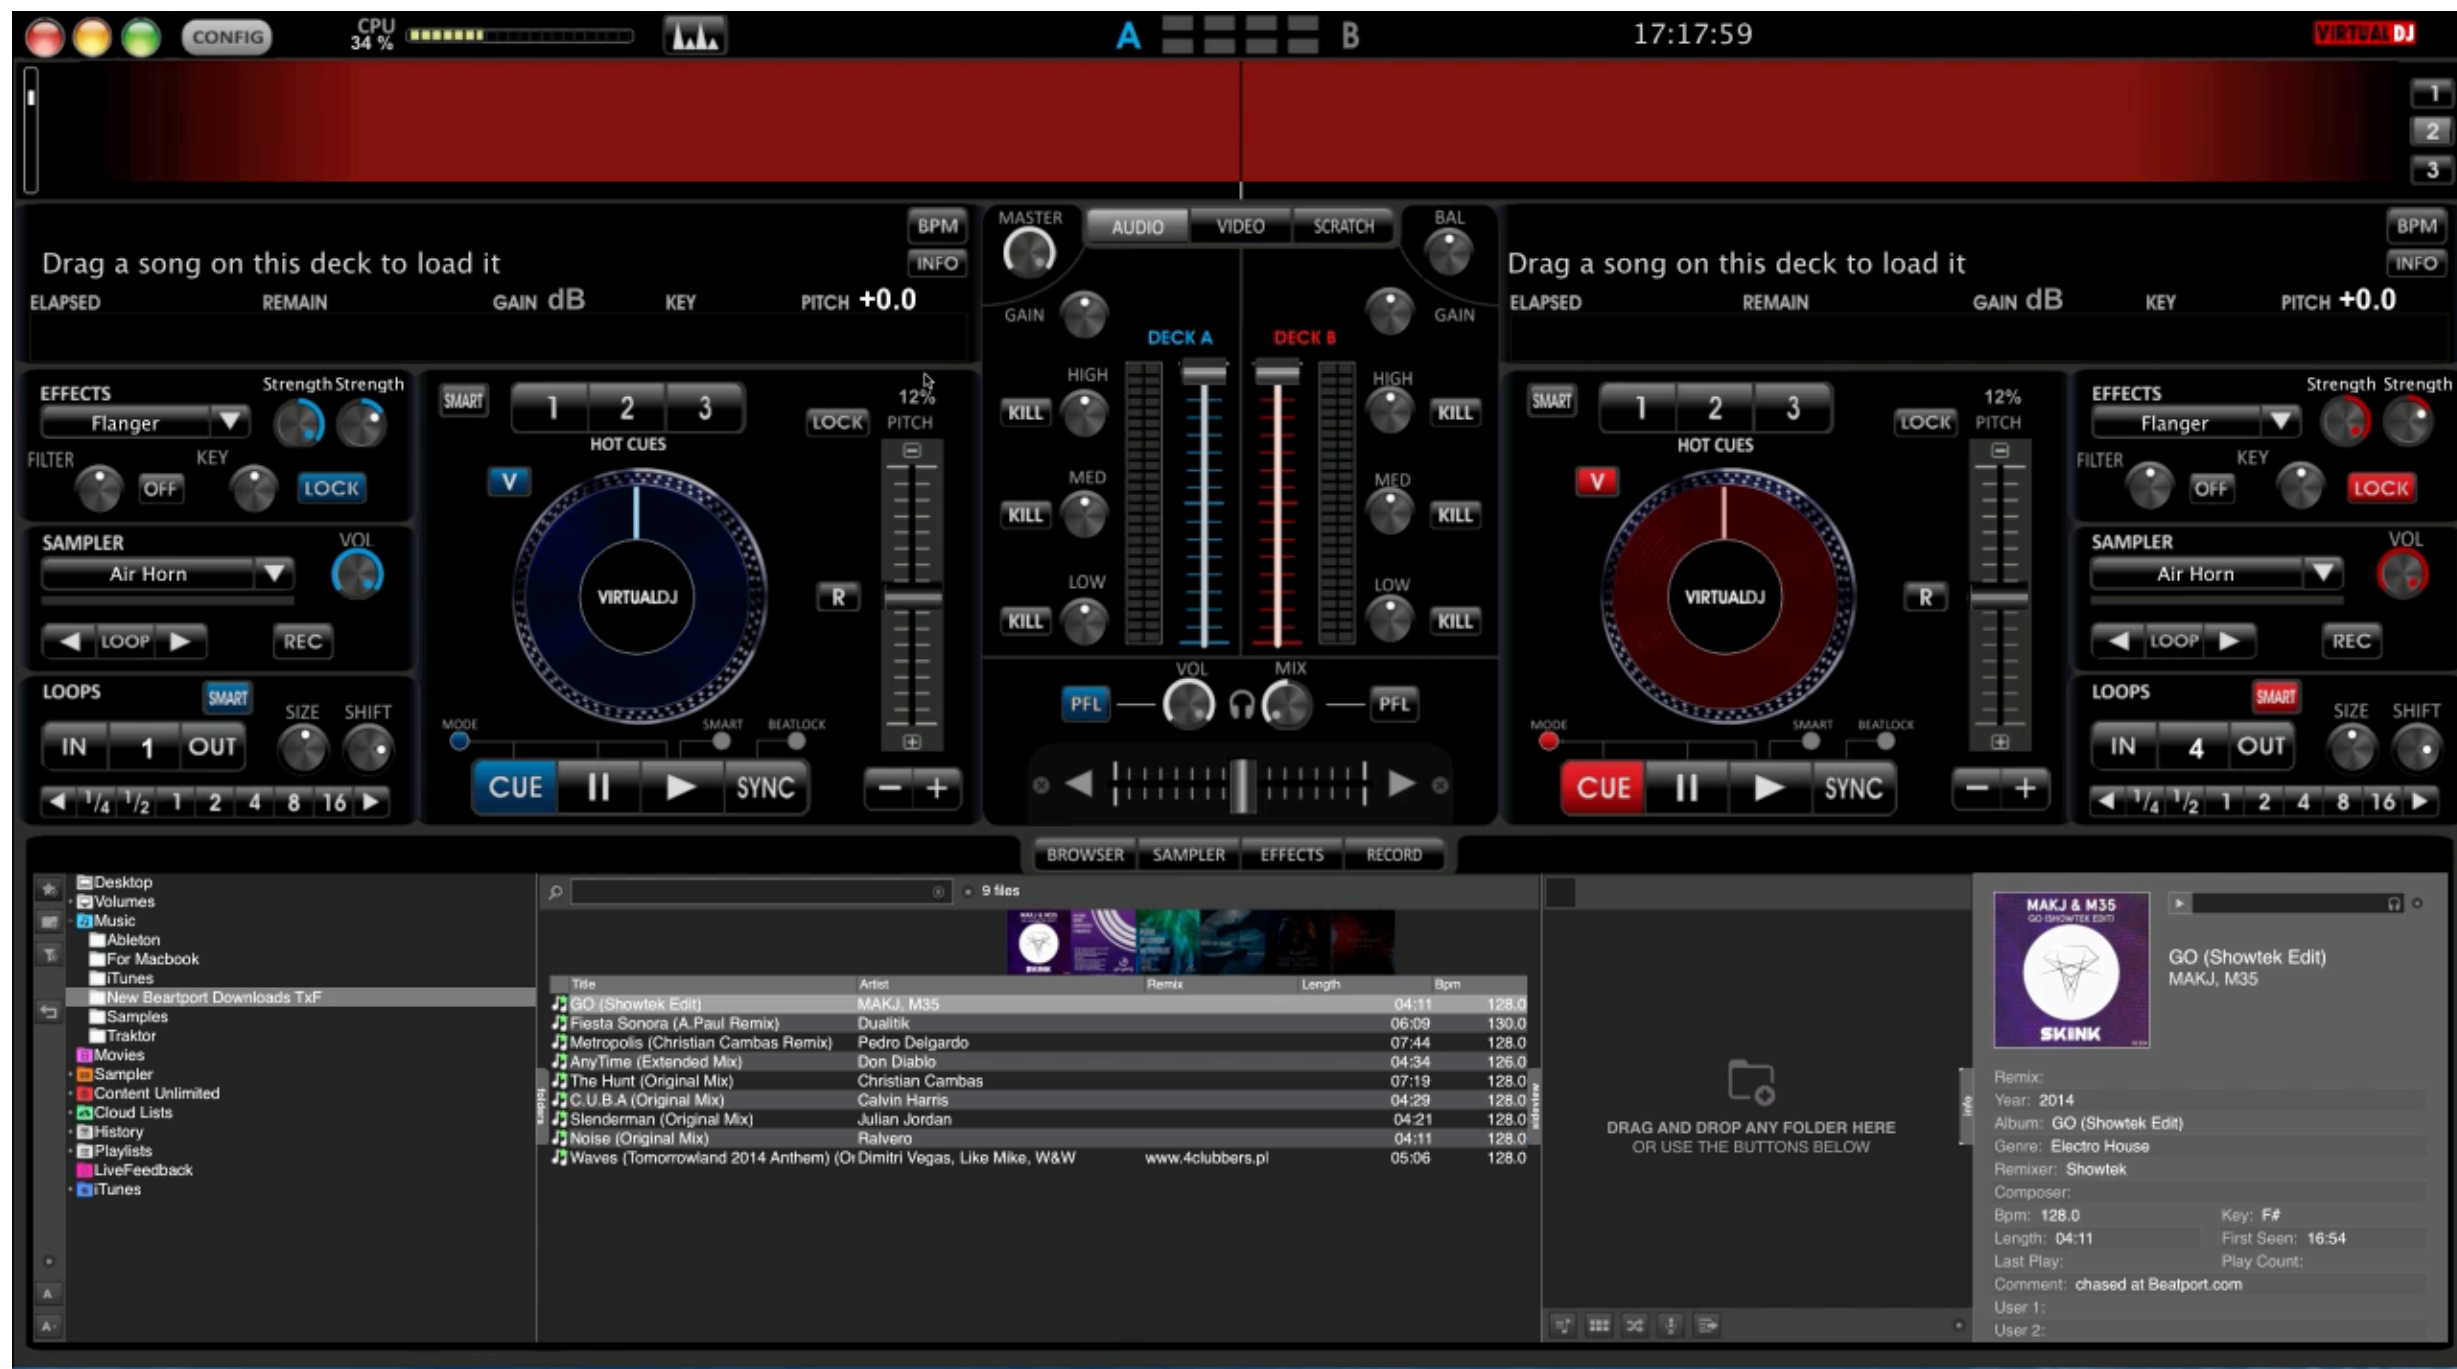 CONFIG
CPU
34 %
A B
17:17:59
VIRTUAL DJ
1
2
3
BPM
Drag a song on this deck to load it
INFO
ELAPSED REMAIN GAIN dB KEY PITCH +0.0
MASTER
AUDIO VIDEO SCRATCH
BAL
GAIN GAIN
DECK A DECK B
HIGH HIGH
KILL KILL
MED MED
KILL KILL
LOW LOW
KILL KILL
VOL MIX
PFL PFL
BPM
Drag a song on this deck to load it
INFO
ELAPSED REMAIN GAIN dB KEY PITCH +0.0
EFFECTS Strength Strength
Flanger
FILTER KEY
OFF LOCK
SAMPLER VOL
Air Horn
LOOP REC
LOOPS SMART
SIZE SHIFT
IN 1 OUT
1/4 1/2 1 2 4 8 16
SMART 1 2 3
HOT CUES
12%
LOCK PITCH
V
VIRTUALDJ
R
MODE SMART BEATLOCK
CUE SYNC
SMART 1 2 3
HOT CUES
12%
LOCK PITCH
V
VIRTUALDJ
R
MODE SMART BEATLOCK
CUE SYNC
EFFECTS Strength Strength
Flanger
FILTER KEY
OFF LOCK
SAMPLER VOL
Air Horn
LOOP REC
LOOPS SMART
SIZE SHIFT
IN 4 OUT
1/4 1/2 1 2 4 8 16
BROWSER SAMPLER EFFECTS RECORD
Desktop
Volumes
Music
Ableton
For Macbook
iTunes
New Beartport Downloads TxF
Samples
Traktor
Movies
Sampler
Content Unlimited
Cloud Lists
History
Playlists
LiveFeedback
iTunes
A
A-
folders
9 files
MAKJ & M35
SKINK
Title Artist Remix Length Bpm
GO (Showtek Edit) MAKJ, M35 04:11 128.0
Fiesta Sonora (A.Paul Remix) Dualitik 06:09 130.0
Metropolis (Christian Cambas Remix) Pedro Delgardo 07:44 128.0
AnyTime (Extended Mix) Don Diablo 04:34 126.0
The Hunt (Original Mix) Christian Cambas 07:19 128.0
C.U.B.A (Original Mix) Calvin Harris 04:29 128.0
Slenderman (Original Mix) Julian Jordan 04:21 128.0
Noise (Original Mix) Ralvero 04:11 128.0
Waves (Tomorrowland 2014 Anthem) (Or Dimitri Vegas, Like Mike, W&W www.4clubbers.pl 05:06 128.0
sideview
DRAG AND DROP ANY FOLDER HERE
OR USE THE BUTTONS BELOW
info
MAKJ & M35
GO (SHOWTEK EDIT)
SKINK
GO (Showtek Edit)
MAKJ, M35
Remix:
Year: 2014
Album: GO (Showtek Edit)
Genre: Electro House
Remixer: Showtek
Composer:
Bpm: 128.0 Key: F#
Length: 04:11 First Seen: 16:54
Last Play: Play Count:
Comment: chased at Beatport.com
User 1:
User 2: